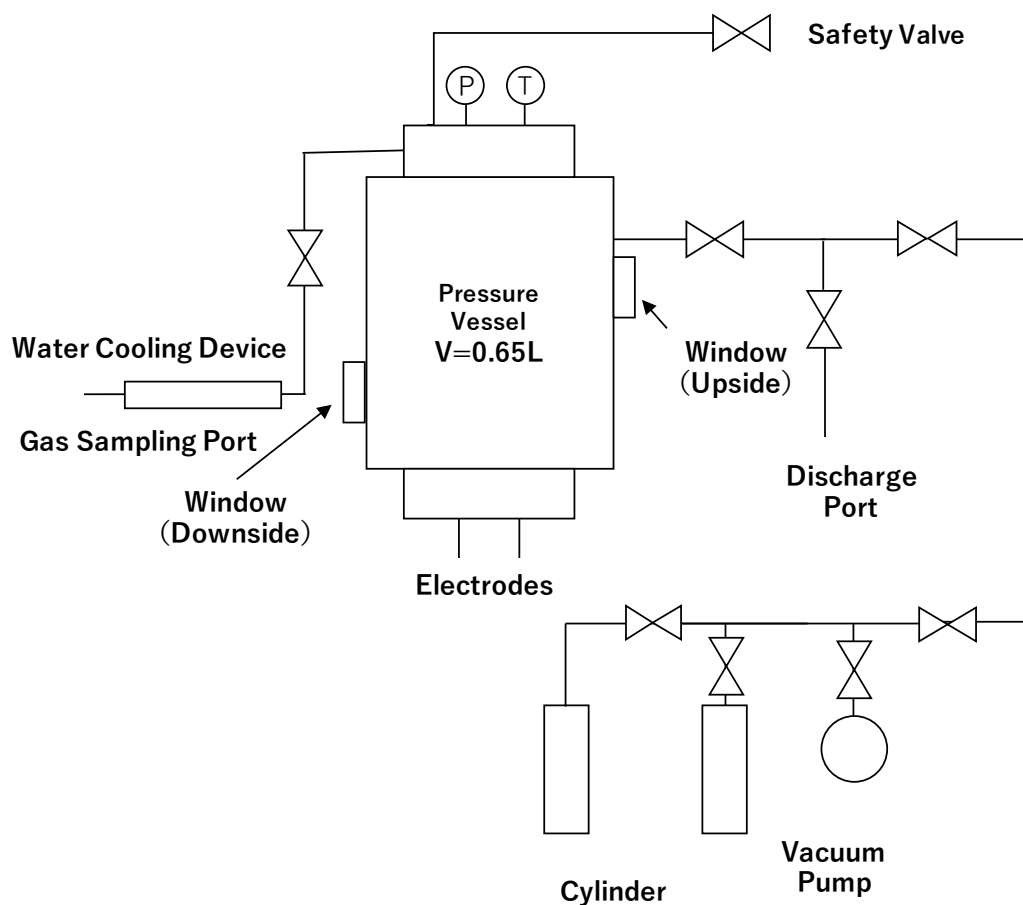 Safety Valve
P
T
Pressure
Vessel
V=0.65L
Water Cooling Device
Window
（Upside）
Gas Sampling Port
Discharge
Port
Window
（Downside）
Electrodes
Vacuum
Pump
Cylinder